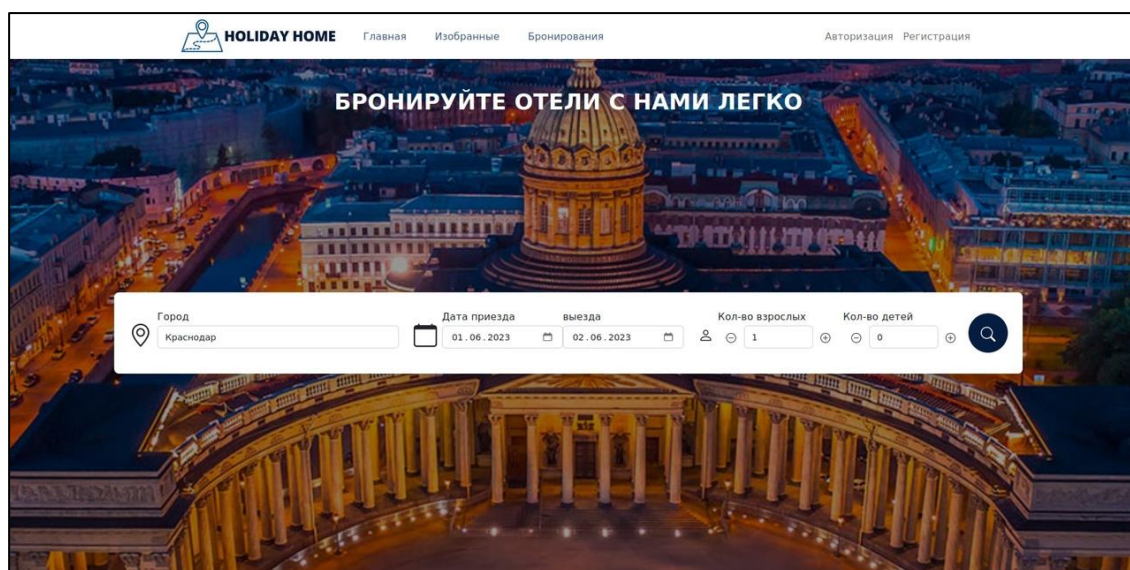 HOLIDAY HOME Главная Изобранные Бронирования Авторизация Регистрация
БРОНИРУЙТЕ ОТЕЛИ С НАМИ ЛЕГКО
Город Дата приезда выезда Кол-во взрослых Кол-во детей
Краснодар 01.06.2023 02.06.2023 1 0